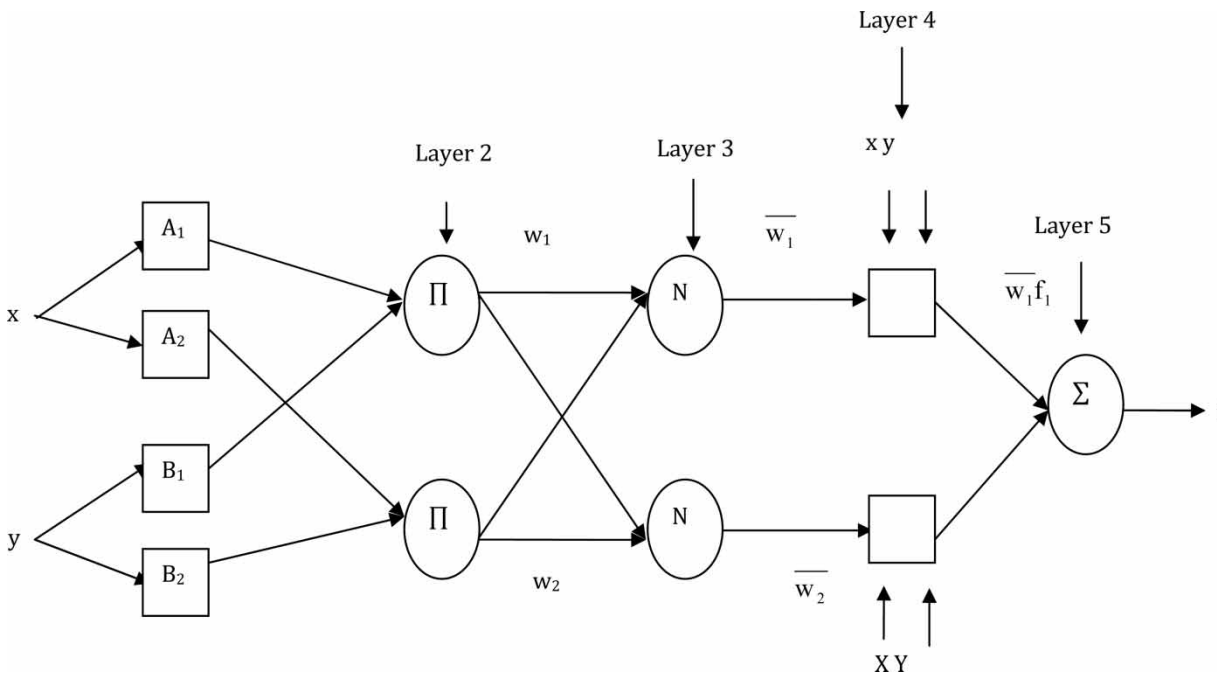 Layer 4
x y
Layer 2
Layer 3
Layer 5
w₁
w̅₁
w̅₁f₁
A₁
∏
N
x
A₂
Σ
B₁
y
∏
N
B₂
w₂
w̅₂
X Y